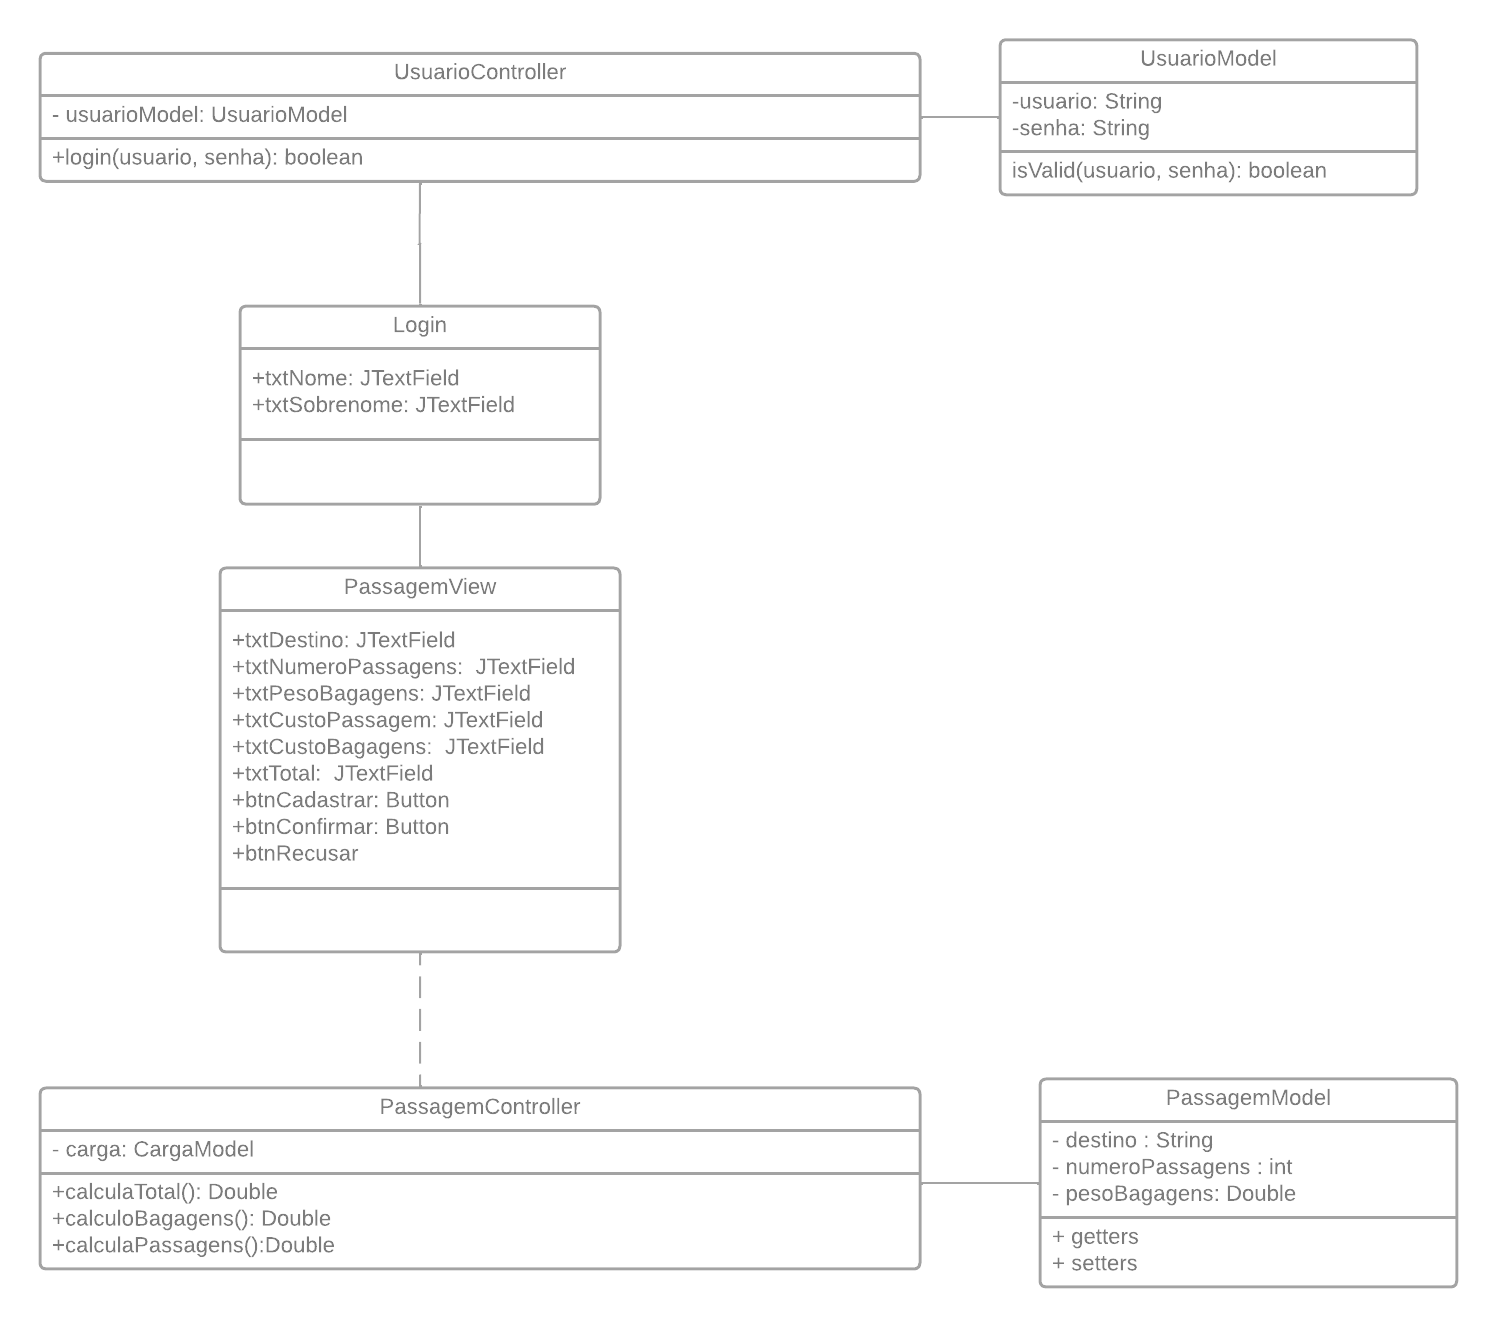 UsuarioController
- usuarioModel: UsuarioModel
+login(usuario, senha): boolean
UsuarioModel
-usuario: String
-senha: String
isValid(usuario, senha): boolean
Login
+txtNome: JTextField
+txtSobrenome: JTextField
PassagemView
+txtDestino: JTextField
+txtNumeroPassagens:  JTextField
+txtPesoBagagens: JTextField
+txtCustoPassagem: JTextField
+txtCustoBagagens:  JTextField
+txtTotal:  JTextField
+btnCadastrar: Button
+btnConfirmar: Button
+btnRecusar
PassagemController
- carga: CargaModel
+calculaTotal(): Double
+calculoBagagens(): Double
+calculaPassagens():Double
PassagemModel
- destino : String
- numeroPassagens : int
- pesoBagagens: Double
+ getters
+ setters